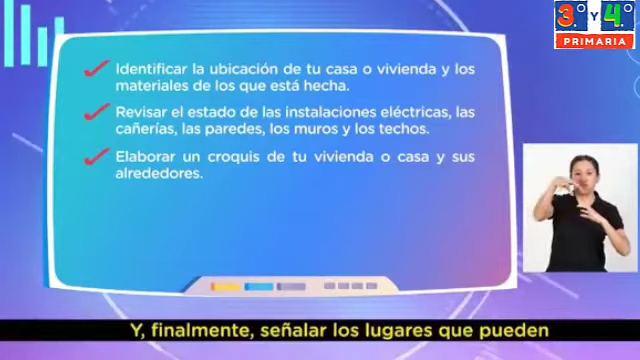 3.° Y 4.°
PRIMARIA
Identificar la ubicación de tu casa o vivienda y los
materiales de los que está hecha.
Revisar el estado de las instalaciones eléctricas, las
cañerías, las paredes, los muros y los techos.
Elaborar un croquis de tu vivienda o casa y sus
alrededores.
Y, finalmente, señalar los lugares que pueden